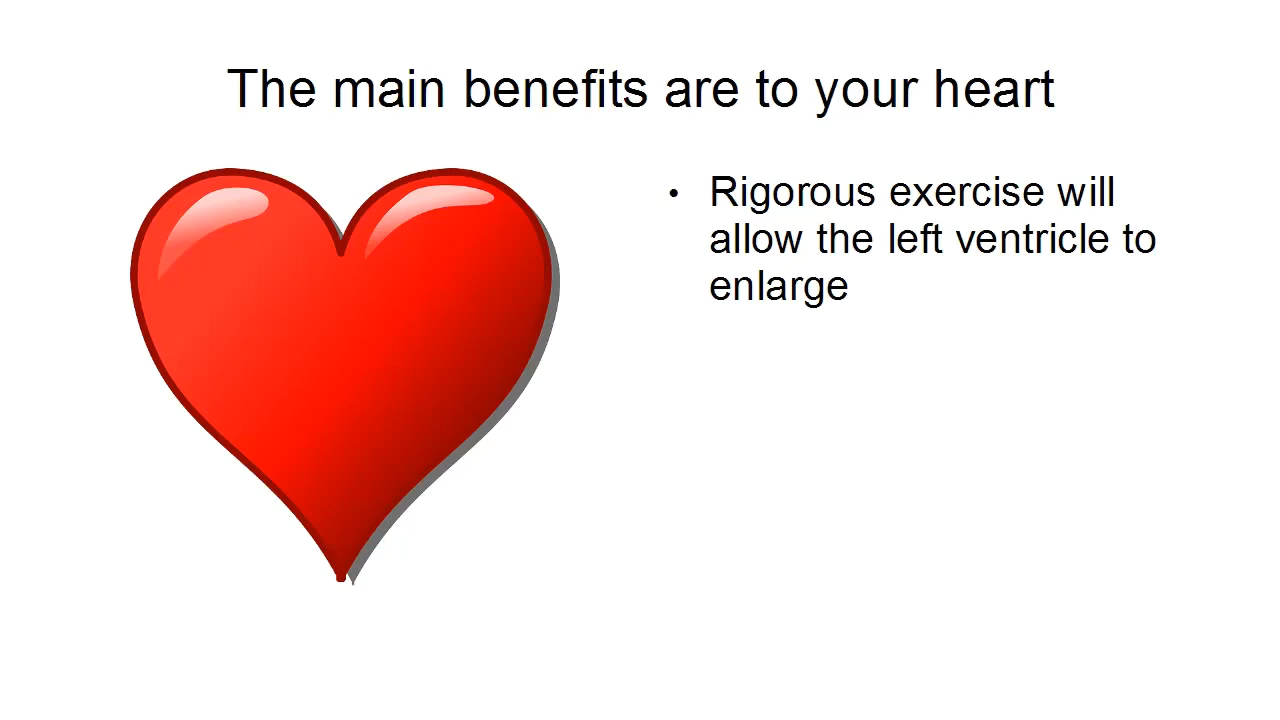 The main benefits are to your heart
• Rigorous exercise will
allow the left ventricle to
enlarge